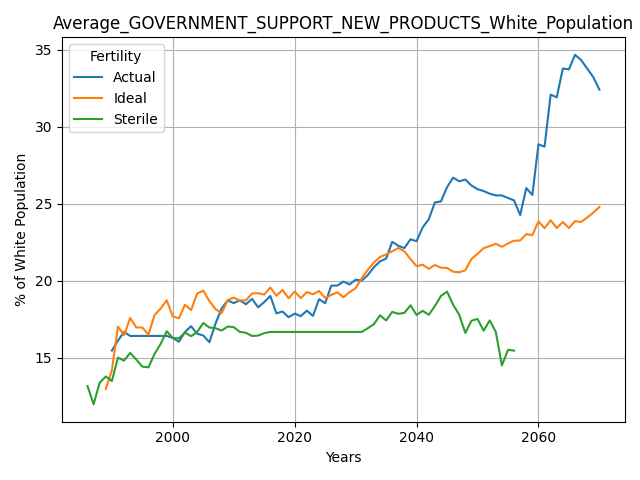 Average_GOVERNMENT_SUPPORT_NEW_PRODUCTS_White_Population
Fertility
Actual
Ideal
Sterile
35
30
25
20
15
% of White Population
2000 2020 2040 2060
Years